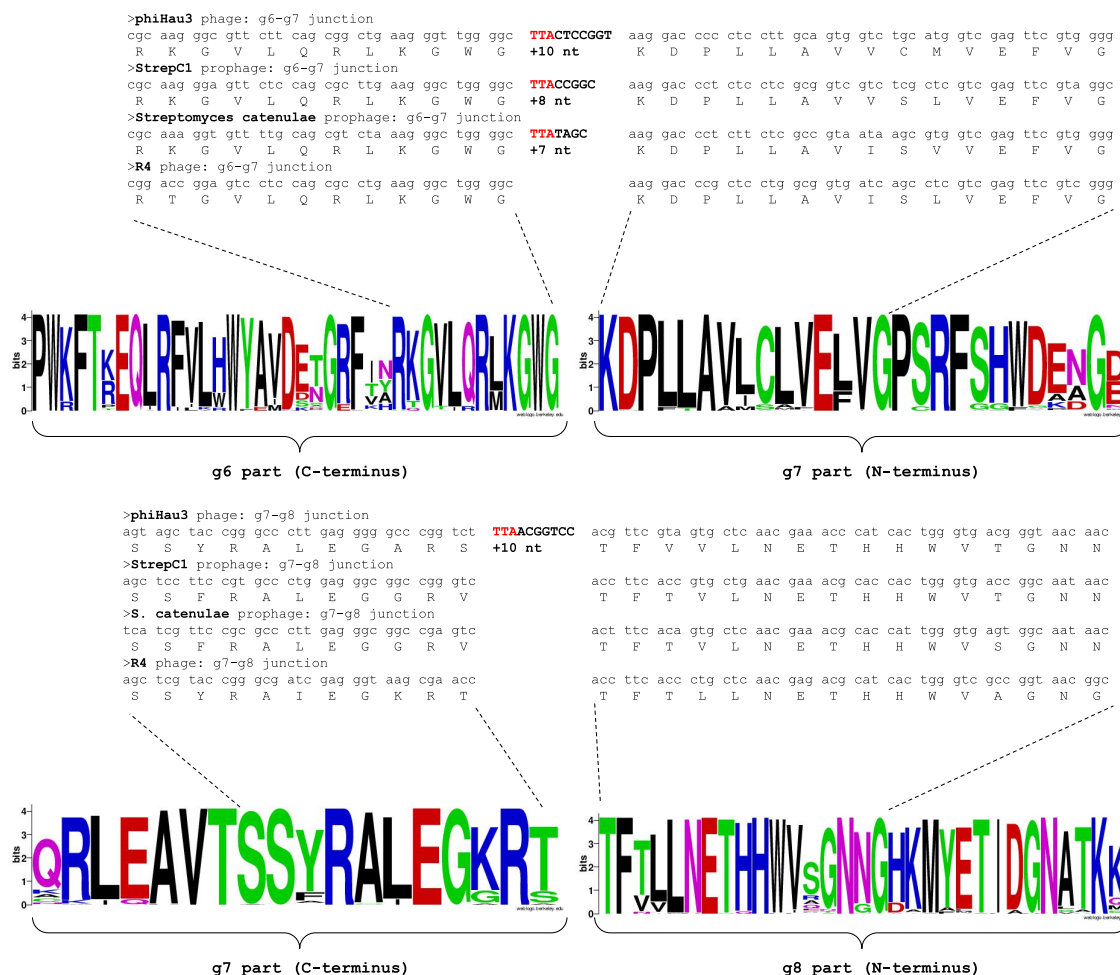 >phiHau3 phage: g6-g7 junction
cgc aag ggc gtt ctt cag cgg ctg aag ggt tgg ggc TTACTCCGGT aag gac ccc ctc ctt gca gtg gtc tgc atg gtc gag ttc gtg ggg
R K G V L Q R L K G W G +10 nt K D P L L A V V C M V E F V G
>StrepC1 prophage: g6-g7 junction
cgc aag gga gtt ctc cag cgc ttg aag ggc tgg ggc TTACCGGC aag gac cct ctc ctc gcg gtc gtc tcg ctc gtc gag ttc gta ggc
R K G V L Q R L K G W G +8 nt K D P L L A V V S L V E F V G
>Streptomyces catenulae prophage: g6-g7 junction
cgc aaa ggt gtt ttg cag cgt cta aag ggc tgg ggc TTATAGC aag gac cct ctt ctc gcc gta ata agc gtg gtc gag ttc gtg ggg
R K G V L Q R L K G W G +7 nt K D P L L A V I S V V E F V G
>R4 phage: g6-g7 junction
cgg acc gga gtc ctc cag cgc ctg aag ggc tgg ggc aag gac ccg ctc ctg gcg gtg atc agc ctc gtc gag ttc gtc ggg
R T G V L Q R L K G W G K D P L L A V I S L V E F V G
g6 part (C-terminus) g7 part (N-terminus)
>phiHau3 phage: g7-g8 junction
agt agc tac cgg gcc ctt gag ggg gcc cgg tct TTAACGGTCC acg ttc gta gtg ctc aac gaa acc cat cac tgg gtg acg ggt aac aac
S S Y R A L E G A R S +10 nt T F V V L N E T H H W V T G N N
>StrepC1 prophage: g7-g8 junction
agc tcc ttc cgt gcc ctg gag ggc ggc cgg gtc acc ttc acc gtg ctg aac gaa acg cac cac tgg gtg acc ggc aat aac
S S F R A L E G G R V T F T V L N E T H H W V T G N N
>S. catenulae prophage: g7-g8 junction
tca tcg ttc cgc gcc ctt gag ggc ggc cga gtc act ttc aca gtg ctc aac gaa acg cac cat tgg gtg agt ggc aat aac
S S F R A L E G G R V T F T V L N E T H H W V S G N N
>R4 phage: g7-g8 junction
agc tcg tac cgg gcg atc gag ggt aag cga acc acc ttc acc ctg ctc aac gag acg cat cac tgg gtc gcc ggt aac ggc
S S Y R A I E G K R T T F T L L N E T H H W V A G N G
g7 part (C-terminus) g8 part (N-terminus)